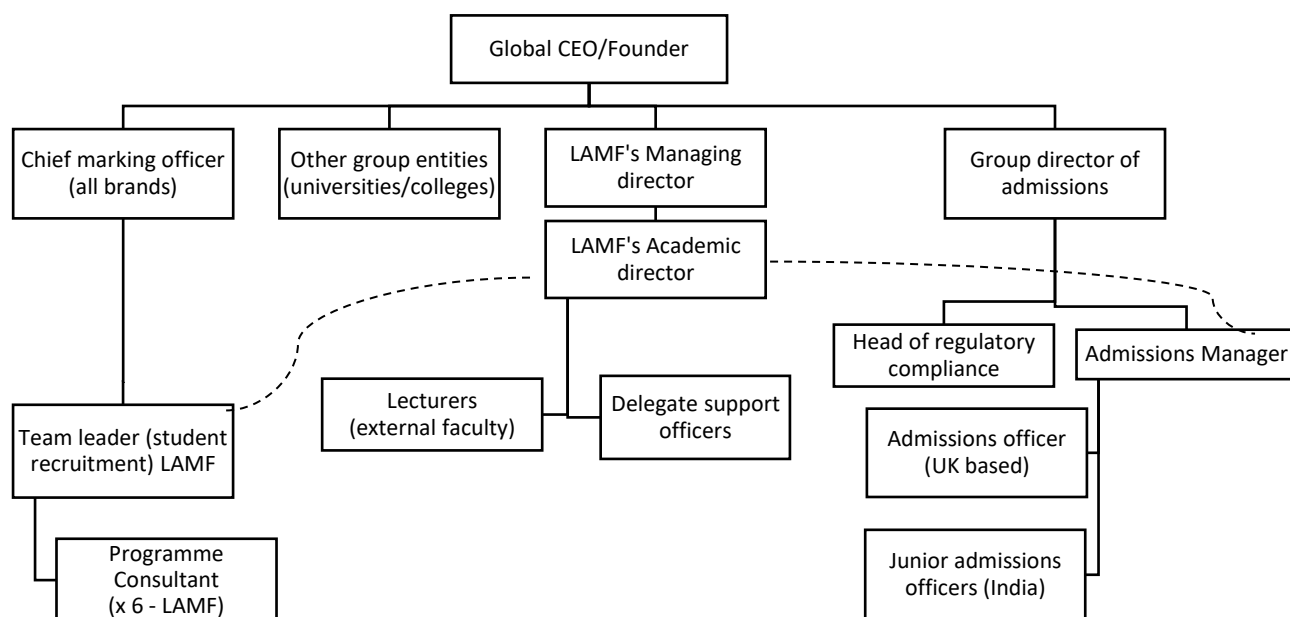 Global CEO/Founder
Chief marking officer
(all brands)
Other group entities
(universities/colleges)
LAMF's Managing
director
Group director of
admissions
LAMF's Academic
director
Head of regulatory
compliance
Admissions Manager
Lecturers
(external faculty)
Delegate support
officers
Team leader (student
recruitment) LAMF
Admissions officer
(UK based)
Programme
Consultant
(x 6 - LAMF)
Junior admissions
officers (India)